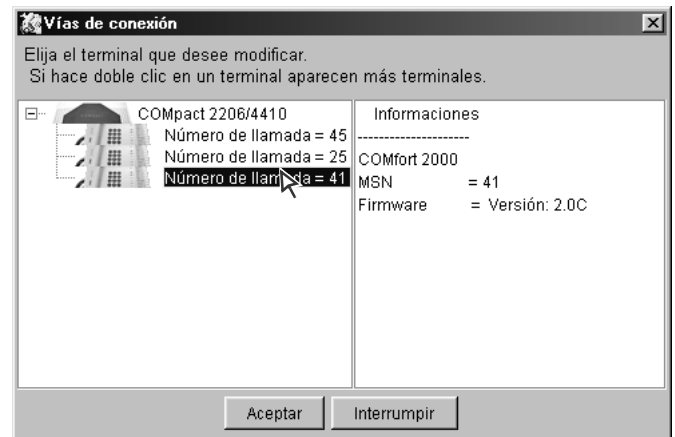 Vías de conexión
Elija el terminal que desee modificar.
Si hace doble clic en un terminal aparecen más terminales.
COMpact 2206/4410
Número de llamada = 45
Número de llamada = 25
Número de llamada = 41
Informaciones
---------------------
COMfort 2000
MSN = 41
Firmware = Versión: 2.0C
Aceptar
Interrumpir